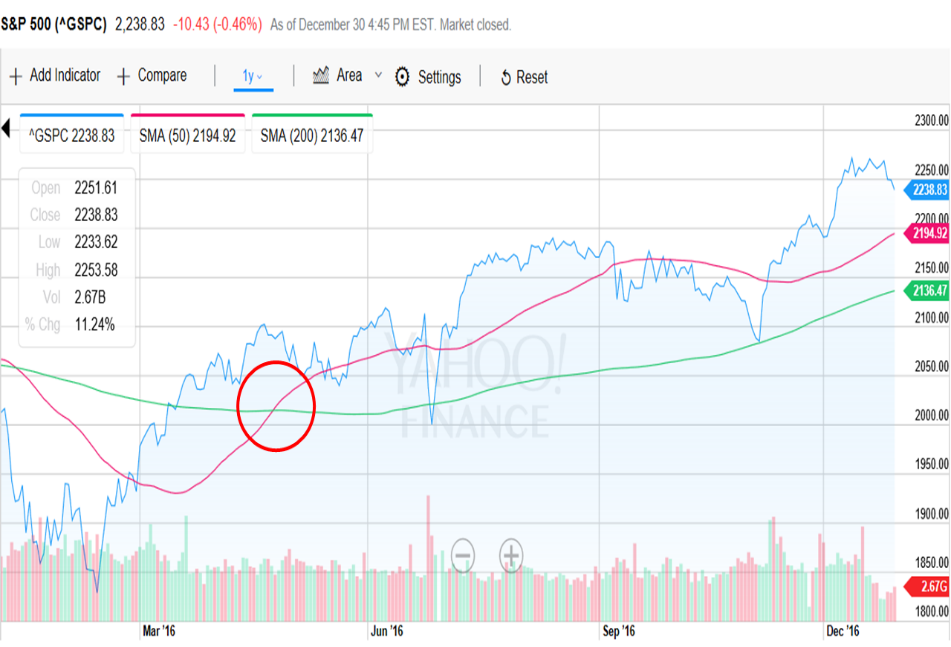 S&P 500 (^GSPC) 2,238.83 -10.43 (-0.46%) As of December 30 4:45 PM EST. Market closed.
Add Indicator Compare 1y Area Settings Reset
^GSPC 2238.83 SMA (50) 2194.92 SMA (200) 2136.47
Open 2251.61
Close 2238.83
Low 2233.62
High 2253.58
Vol 2.67B
% Chg 11.24%
2300.00
2250.00
2238.83
2200.00
2194.92
2150.00
2136.47
2100.00
2050.00
2000.00
1950.00
1900.00
1850.00
2.67G
1800.00
YAHOO!
FINANCE
Mar '16 Jun '16 Sep '16 Dec '16